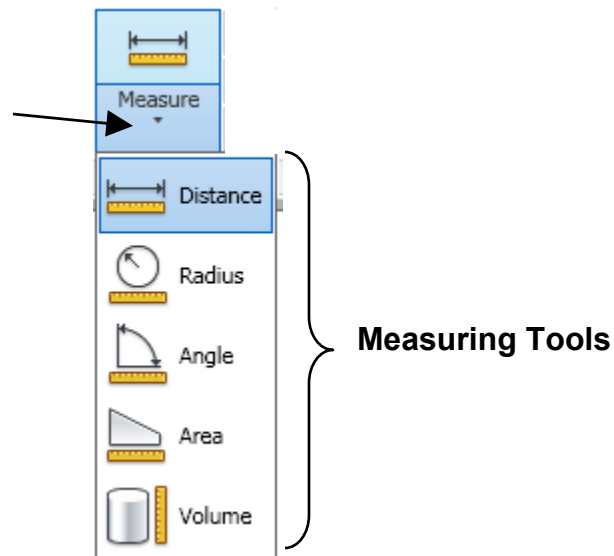 Measure
Distance
Radius
Angle
Measuring Tools
Area
Volume